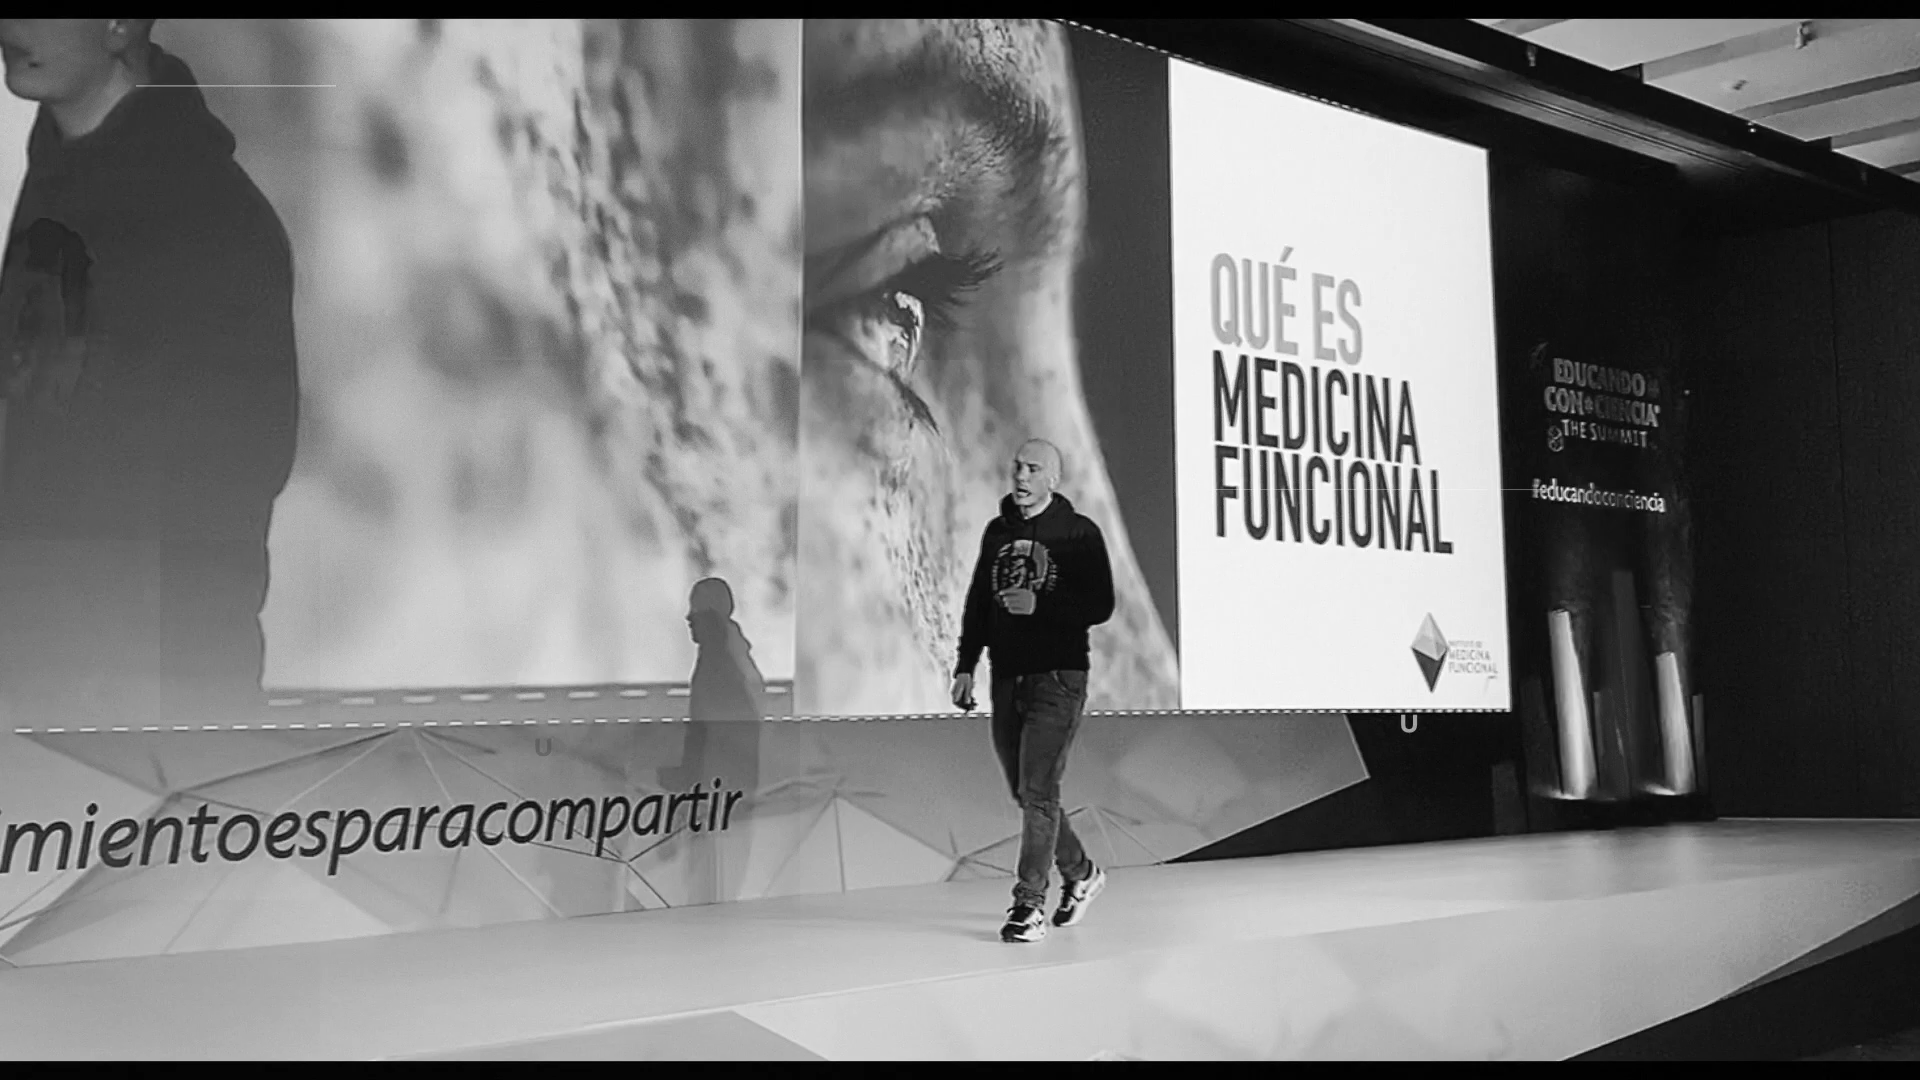 QUÉ ES
MEDICINA
FUNCIONAL
MEDICINA
FUNCIONAL
EDUCANDO
CON CIENCIA
THE SUMMIT
#educandoconciencia
imientoesparacompartir
U
U